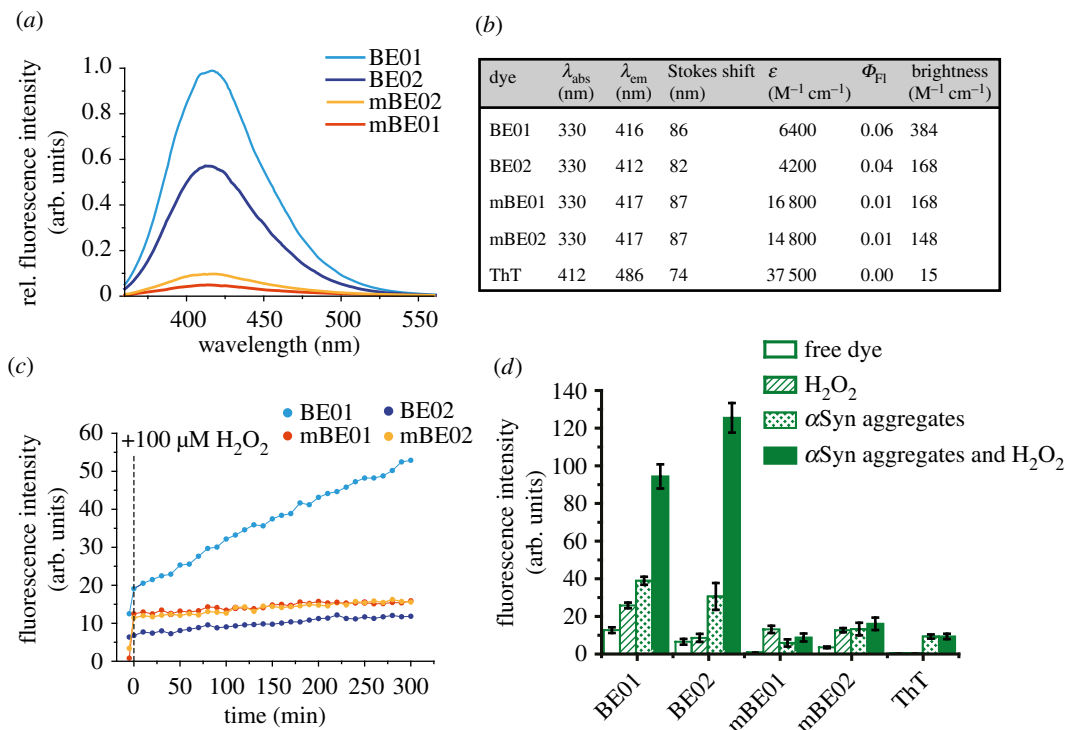 (a)
BE01
BE02
mBE02
mBE01
1.0
0.8
0.6
0.4
0.2
0
400 450 500 550
wavelength (nm)
rel. fluorescence intensity
(arb. units)
(b)
dye λabs λem Stokes shift ε ΦFl brightness
(nm) (nm) (nm) (M−1 cm−1) (M−1 cm−1)
BE01 330 416 86 6400 0.06 384
BE02 330 412 82 4200 0.04 168
mBE01 330 417 87 16 800 0.01 168
mBE02 330 417 87 14 800 0.01 148
ThT 412 486 74 37 500 0.00 15
(c)
BE01 BE02
mBE01 mBE02
+100 µM H2O2
60
50
40
30
20
10
0
0 50 100 150 200 250 300
time (min)
fluorescence intensity
(arb. units)
(d)
free dye
H2O2
αSyn aggregates
αSyn aggregates and H2O2
140
120
100
80
60
40
20
0
BE01 BE02 mBE01 mBE02 ThT
fluorescence intensity
(arb. units)